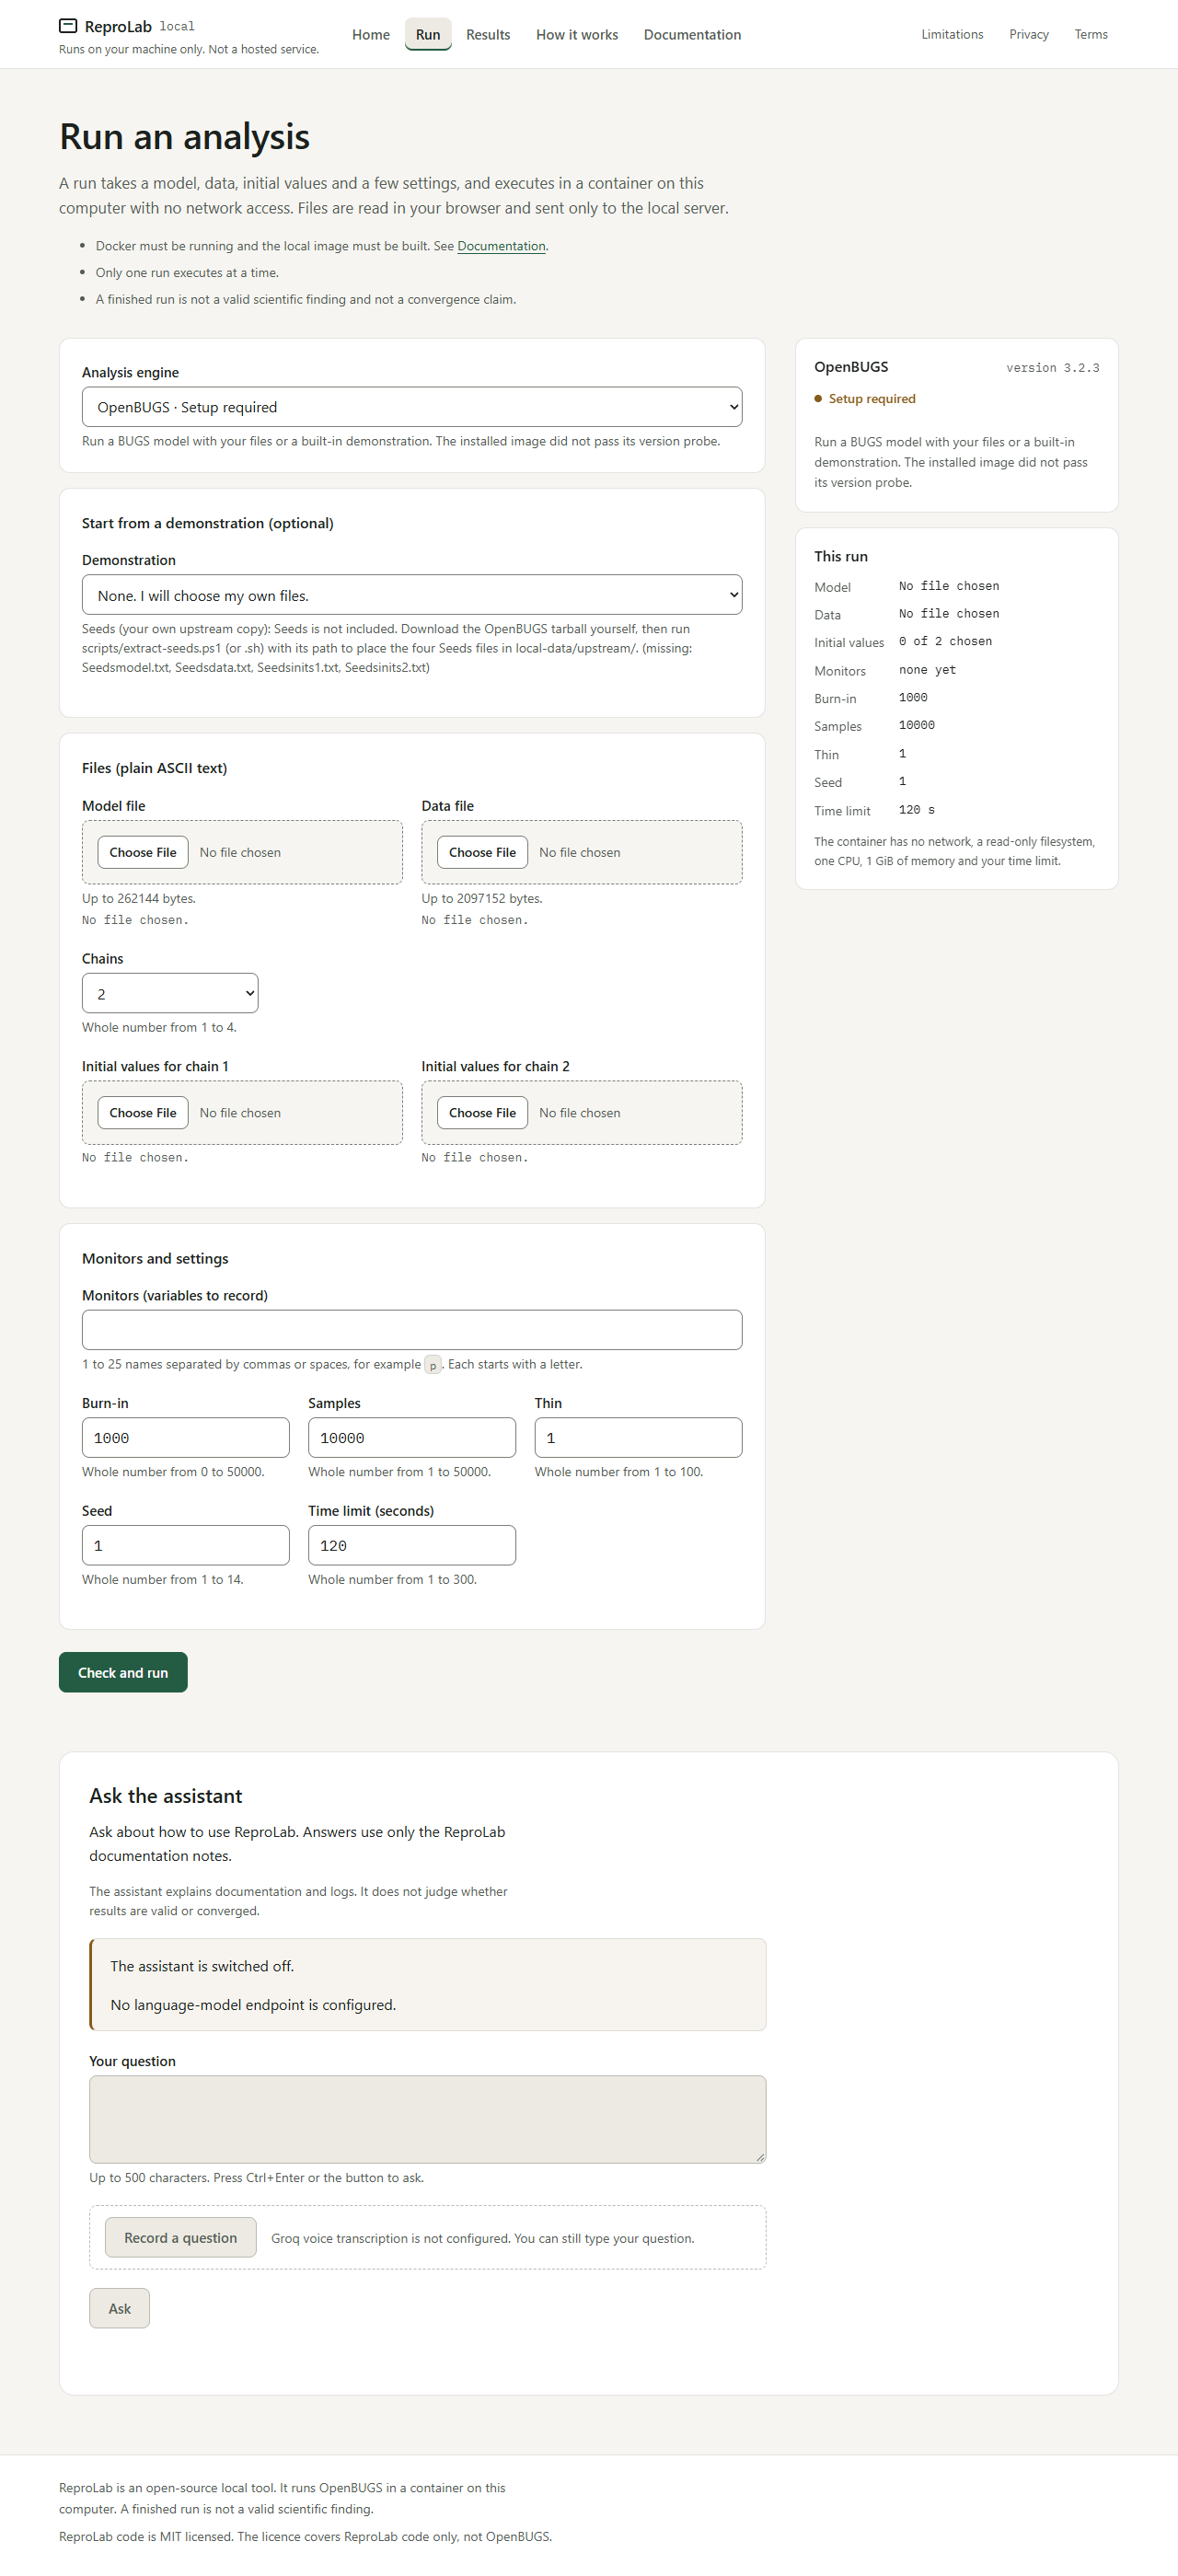 ReproLab local
Runs on your machine only. Not a hosted service.
Home
Run
Results
How it works
Documentation
Limitations
Privacy
Terms
Run an analysis
A run takes a model, data, initial values and a few settings, and executes in a container on this
computer with no network access. Files are read in your browser and sent only to the local server.
Docker must be running and the local image must be built. See Documentation.
Only one run executes at a time.
A finished run is not a valid scientific finding and not a convergence claim.
Analysis engine
OpenBUGS · Setup required
Run a BUGS model with your files or a built-in demonstration. The installed image did not pass its version probe.
Start from a demonstration (optional)
Demonstration
None. I will choose my own files.
Seeds (your own upstream copy): Seeds is not included. Download the OpenBUGS tarball yourself, then run
scripts/extract-seeds.ps1 (or .sh) with its path to place the four Seeds files in local-data/upstream/. (missing:
Seedsmodel.txt, Seedsdata.txt, Seedsinits1.txt, Seedsinits2.txt)
Files (plain ASCII text)
Model file
Choose File No file chosen
Up to 262144 bytes.
No file chosen.
Data file
Choose File No file chosen
Up to 2097152 bytes.
No file chosen.
Chains
2
Whole number from 1 to 4.
Initial values for chain 1
Choose File No file chosen
No file chosen.
Initial values for chain 2
Choose File No file chosen
No file chosen.
Monitors and settings
Monitors (variables to record)
1 to 25 names separated by commas or spaces, for example p. Each starts with a letter.
Burn-in
1000
Whole number from 0 to 50000.
Samples
10000
Whole number from 1 to 50000.
Thin
1
Whole number from 1 to 100.
Seed
1
Whole number from 1 to 14.
Time limit (seconds)
120
Whole number from 1 to 300.
Check and run
OpenBUGS version 3.2.3
Setup required
Run a BUGS model with your files or a built-in
demonstration. The installed image did not pass
its version probe.
This run
Model No file chosen
Data No file chosen
Initial values 0 of 2 chosen
Monitors none yet
Burn-in 1000
Samples 10000
Thin 1
Seed 1
Time limit 120 s
The container has no network, a read-only filesystem,
one CPU, 1 GiB of memory and your time limit.
Ask the assistant
Ask about how to use ReproLab. Answers use only the ReproLab
documentation notes.
The assistant explains documentation and logs. It does not judge whether
results are valid or converged.
The assistant is switched off.
No language-model endpoint is configured.
Your question
Up to 500 characters. Press Ctrl+Enter or the button to ask.
Record a question Groq voice transcription is not configured. You can still type your question.
Ask
ReproLab is an open-source local tool. It runs OpenBUGS in a container on this
computer. A finished run is not a valid scientific finding.
ReproLab code is MIT licensed. The licence covers ReproLab code only, not OpenBUGS.